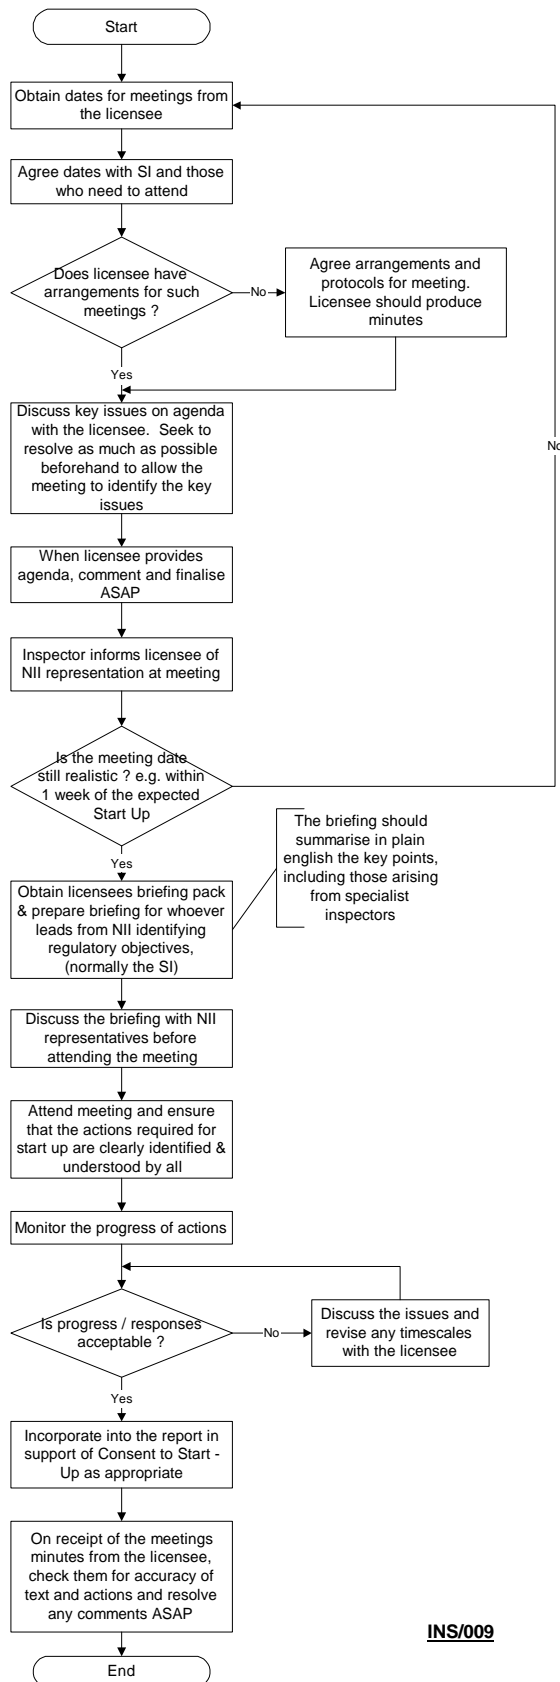 Start
Obtain dates for meetings from
the licensee
Agree dates with SI and those
who need to attend
Does licensee have
arrangements for such
meetings ?
No
Agree arrangements and
protocols for meeting.
Licensee should produce
minutes
Yes
Discuss key issues on agenda
with the licensee.  Seek to
resolve as much as possible
beforehand to allow the
meeting to identify the key
issues
No
When licensee provides
agenda, comment and finalise
ASAP
Inspector informs licensee of
NII representation at meeting
Is the meeting date
still realistic ? e.g. within
1 week of the expected
Start Up
Yes
The briefing should
summarise in plain
english the key points,
including those arising
from specialist
inspectors
Obtain licensees briefing pack
& prepare briefing for whoever
leads from NII identifying
regulatory objectives,
(normally the SI)
Discuss the briefing with NII
representatives before
attending the meeting
Attend meeting and ensure
that the actions required for
start up are clearly identified &
understood by all
Monitor the progress of actions
Is progress / responses
acceptable ?
No
Discuss the issues and
revise any timescales
with the licensee
Yes
Incorporate into the report in
support of Consent to Start -
Up as appropriate
On receipt of the meetings
minutes from the licensee,
check them for accuracy of
text and actions and resolve
any comments ASAP
INS/009
End